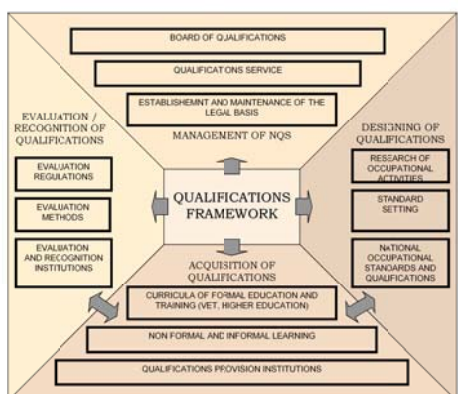 BOARD OF QUALIFICATIONS
QUALIFICATIONS SERVICE
ESTABLISHEMNT AND MAINTENANCE OF THE
LEGAL BASIS
MANAGEMENT OF NQS
EVALUATION /
RECOGNITION OF
QUALIFICATIONS
EVALUATION
REGULATIONS
EVALUATION
METHODS
EVALUATION
AND RECOGNITION
INSTITUTIONS
QUALIFICATIONS
FRAMEWORK
DESIGNING OF
QUALIFICATIONS
RESEARCH OF
OCCUPATIONAL
ACTIVITIES
STANDARD
SETTING
NATIONAL
OCCUPATIONAL
STANDARDS AND
QUALIFICATIONS
ACQUISITION OF
QUALIFICATIONS
CURRICULA OF FORMAL EDUCATION AND
TRAINING (VET, HIGHER EDUCATION)
NON FORMAL AND INFORMAL LEARNING
QUALIFICATIONS PROVISION INSTITUTIONS